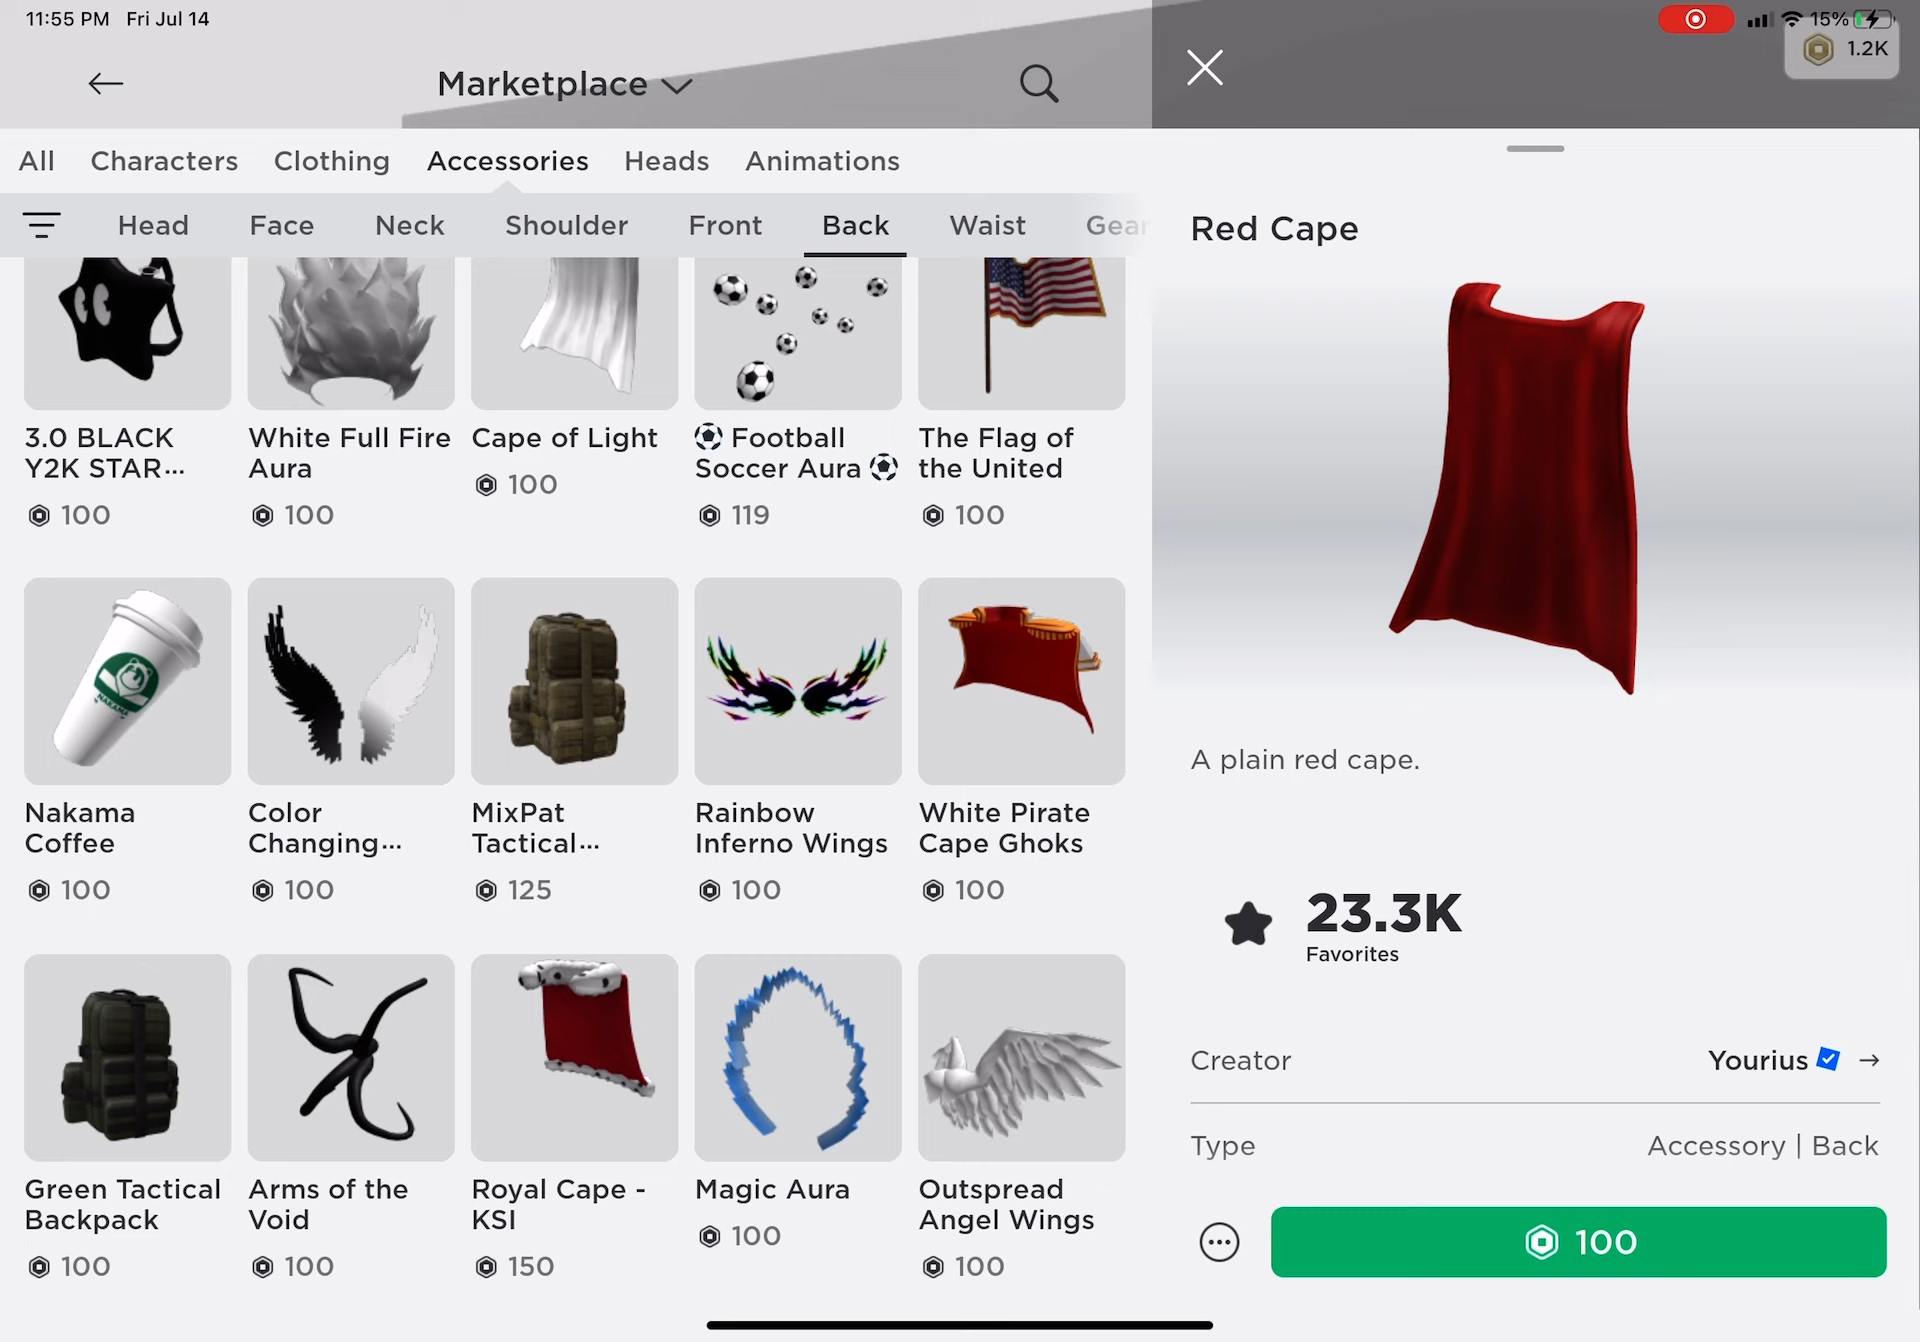 11:55 PM Fri Jul 14
15%
1.2K
Marketplace
All Characters Clothing Accessories Heads Animations
Head Face Neck Shoulder Front Back Waist Gear
3.0 BLACK
Y2K STAR...
100
White Full Fire
Aura
100
Cape of Light
100
⚽ Football
Soccer Aura ⚽
119
The Flag of
the United
100
NAKAMA
Nakama
Coffee
100
Color
Changing...
100
MixPat
Tactical...
125
Rainbow
Inferno Wings
100
White Pirate
Cape Ghoks
100
Green Tactical
Backpack
100
Arms of the
Void
100
Royal Cape -
KSI
150
Magic Aura
100
Outspread
Angel Wings
100
Red Cape
A plain red cape.
23.3K
Favorites
Creator Yourius
Type Accessory | Back
100